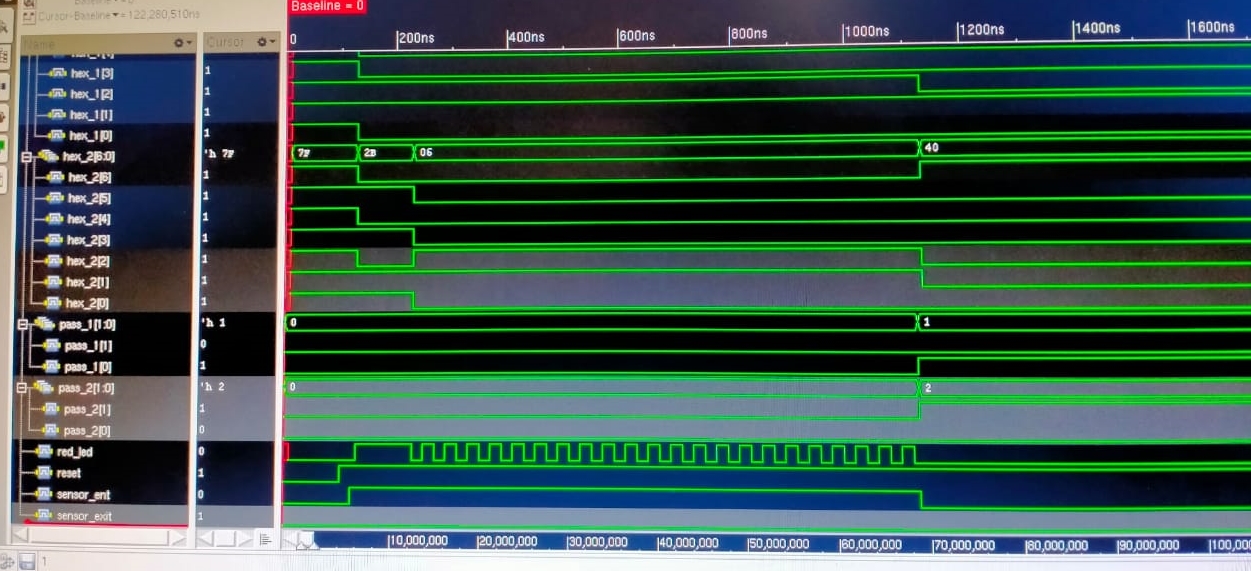 Baseline = 0
Cursor-Baseline = 122,280,510ns
Name Cursor 0 200ns 400ns 600ns 800ns 1000ns 1200ns 1400ns 1600ns
hex_1[3] 1
hex_1[2] 1
hex_1[1] 1
hex_1[0] 1
hex_2[6:0] 'h 7F 7F 2B 06 40
hex_2[6] 1
hex_2[5] 1
hex_2[4] 1
hex_2[3] 1
hex_2[2] 1
hex_2[1] 1
hex_2[0] 1
pass_1[1:0] 'h 1 0 1
pass_1[1] 0
pass_1[0] 1
pass_2[1:0] 'h 2 0 2
pass_2[1] 1
pass_2[0] 0
red_led 0
reset 1
sensor_ent 0
sensor_exit 1
10,000,000 20,000,000 30,000,000 40,000,000 50,000,000 60,000,000 70,000,000 80,000,000 90,000,000
1